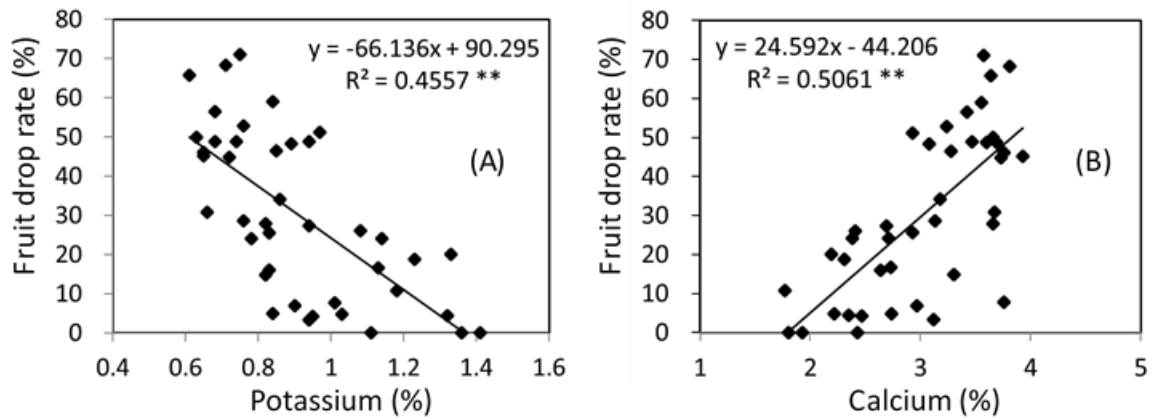 80
70
60
50
40
30
20
10
0
Fruit drop rate (%)
y = -66.136x + 90.295
R² = 0.4557 **
(A)
0.4 0.6 0.8 1 1.2 1.4 1.6
Potassium (%)
80
70
60
50
40
30
20
10
0
Fruit drop rate (%)
y = 24.592x - 44.206
R² = 0.5061 **
(B)
1 2 3 4 5
Calcium (%)